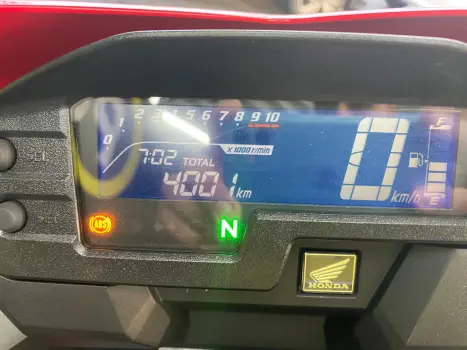 1 2 3 4 5 6 7 8 9 10
0
x 1000 r/min
7:02 TOTAL
4001 km
0 km/h
F
E
SEL
ABS
N
HONDA